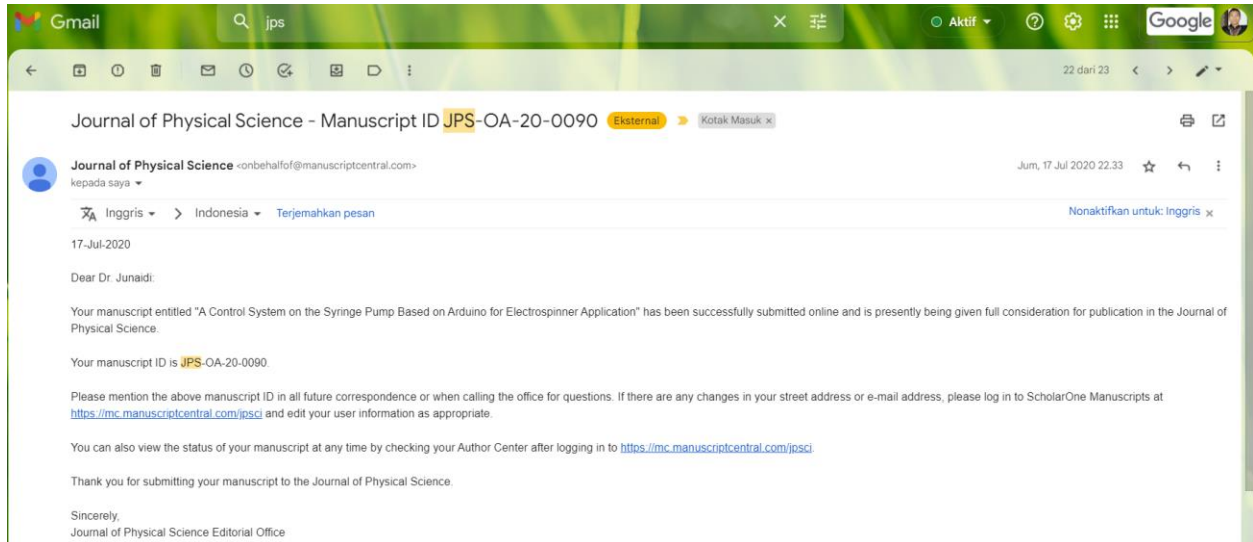 Gmail
jps
Aktif
Google
22 dari 23
Journal of Physical Science - Manuscript ID JPS-OA-20-0090 Eksternal Kotak Masuk x
Journal of Physical Science <onbehalfof@manuscriptcentral.com>
Jum, 17 Jul 2020 22.33
kepada saya
Inggris > Indonesia Terjemahkan pesan
Nonaktifkan untuk: Inggris x
17-Jul-2020
Dear Dr. Junaidi:
Your manuscript entitled "A Control System on the Syringe Pump Based on Arduino for Electrospinner Application" has been successfully submitted online and is presently being given full consideration for publication in the Journal of
Physical Science.
Your manuscript ID is JPS-OA-20-0090.
Please mention the above manuscript ID in all future correspondence or when calling the office for questions. If there are any changes in your street address or e-mail address, please log in to ScholarOne Manuscripts at
https://mc.manuscriptcentral.com/jpsci and edit your user information as appropriate.
You can also view the status of your manuscript at any time by checking your Author Center after logging in to https://mc.manuscriptcentral.com/jpsci.
Thank you for submitting your manuscript to the Journal of Physical Science.
Sincerely,
Journal of Physical Science Editorial Office